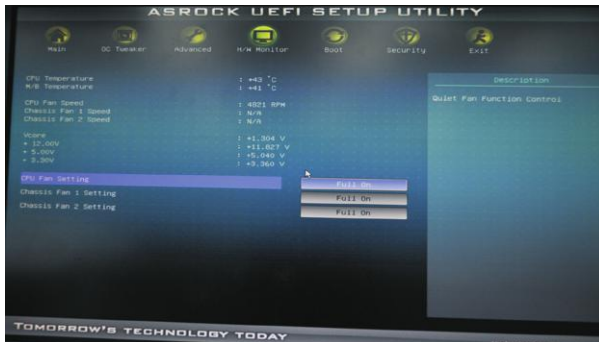 ASROCK UEFI SETUP UTILITY
Main OC Tweaker Advanced H/W Monitor Boot Security Exit
CPU Temperature : +43 °C
M/B Temperature : +41 °C
CPU Fan Speed : 4821 RPM
Chassis Fan 1 Speed : N/A
Chassis Fan 2 Speed : N/A
Vcore : +1.304 V
+ 12.00V : +11.827 V
+ 5.00V : +5.040 V
+ 3.30V : +3.360 V
CPU Fan Setting Full On
Chassis Fan 1 Setting Full On
Chassis Fan 2 Setting Full On
Description
Quiet Fan Function Control
TOMORROW'S TECHNOLOGY TODAY